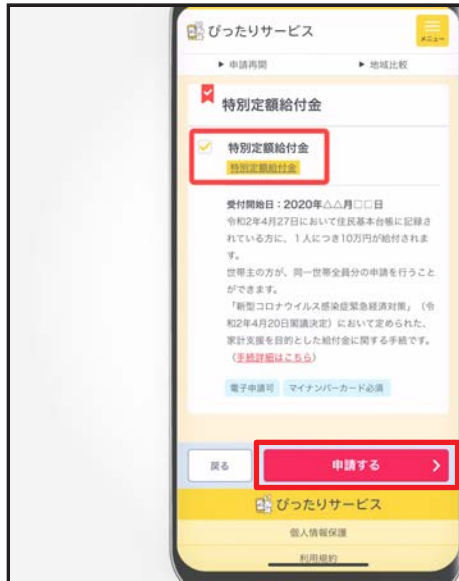 ぴったりサービス
メニュー
▶ 申請再開
▶ 地域比較
特別定額給付金
特別定額給付金
特別定額給付金
受付開始日：2020年△△月□□日
令和2年4月27日において住民基本台帳に記録さ
れている方に、1人につき10万円が給付されま
す。
世帯主の方が、同一世帯全員分の申請を行うこと
ができます。
「新型コロナウイルス感染症緊急経済対策」（令
和2年4月20日閣議決定）において定められた、
家計支援を目的とした給付金に関する手続です。
（手続詳細はこちら）
電子申請可 マイナンバーカード必須
戻る
申請する
ぴったりサービス
個人情報保護
利用規約